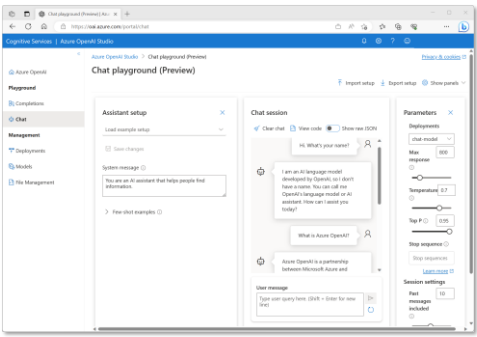 Chat playground (Preview) | Az
https://oai.azure.com/portal/chat
Cognitive Services | Azure OpenAI Studio
Azure OpenAI Studio > Chat playground (Preview)
Privacy & cookies
Chat playground (Preview)
Import setup
Export setup
Show panels
Azure OpenAI
Playground
Completions
Chat
Management
Deployments
Models
File Management
Assistant setup
Load example setup
Save changes
System message
You are an AI assistant that helps people find
information.
Few-shot examples
Chat session
Clear chat
View code
Show raw JSON
Hi. What's your name?
I am an AI language model
developed by OpenAI, so I don't
have a name. You can call me
OpenAI's language model or AI
assistant. How can I assist you
today?
What is Azure OpenAI?
Azure OpenAI is a partnership
between Microsoft Azure and
User message
Type user query here. (Shift + Enter for new
line)
Parameters
Deployments
chat-model
Max
response
800
Temperature
0.7
Top P
0.95
Stop sequence
Stop sequences
Learn more
Session settings
Past
messages
included
10